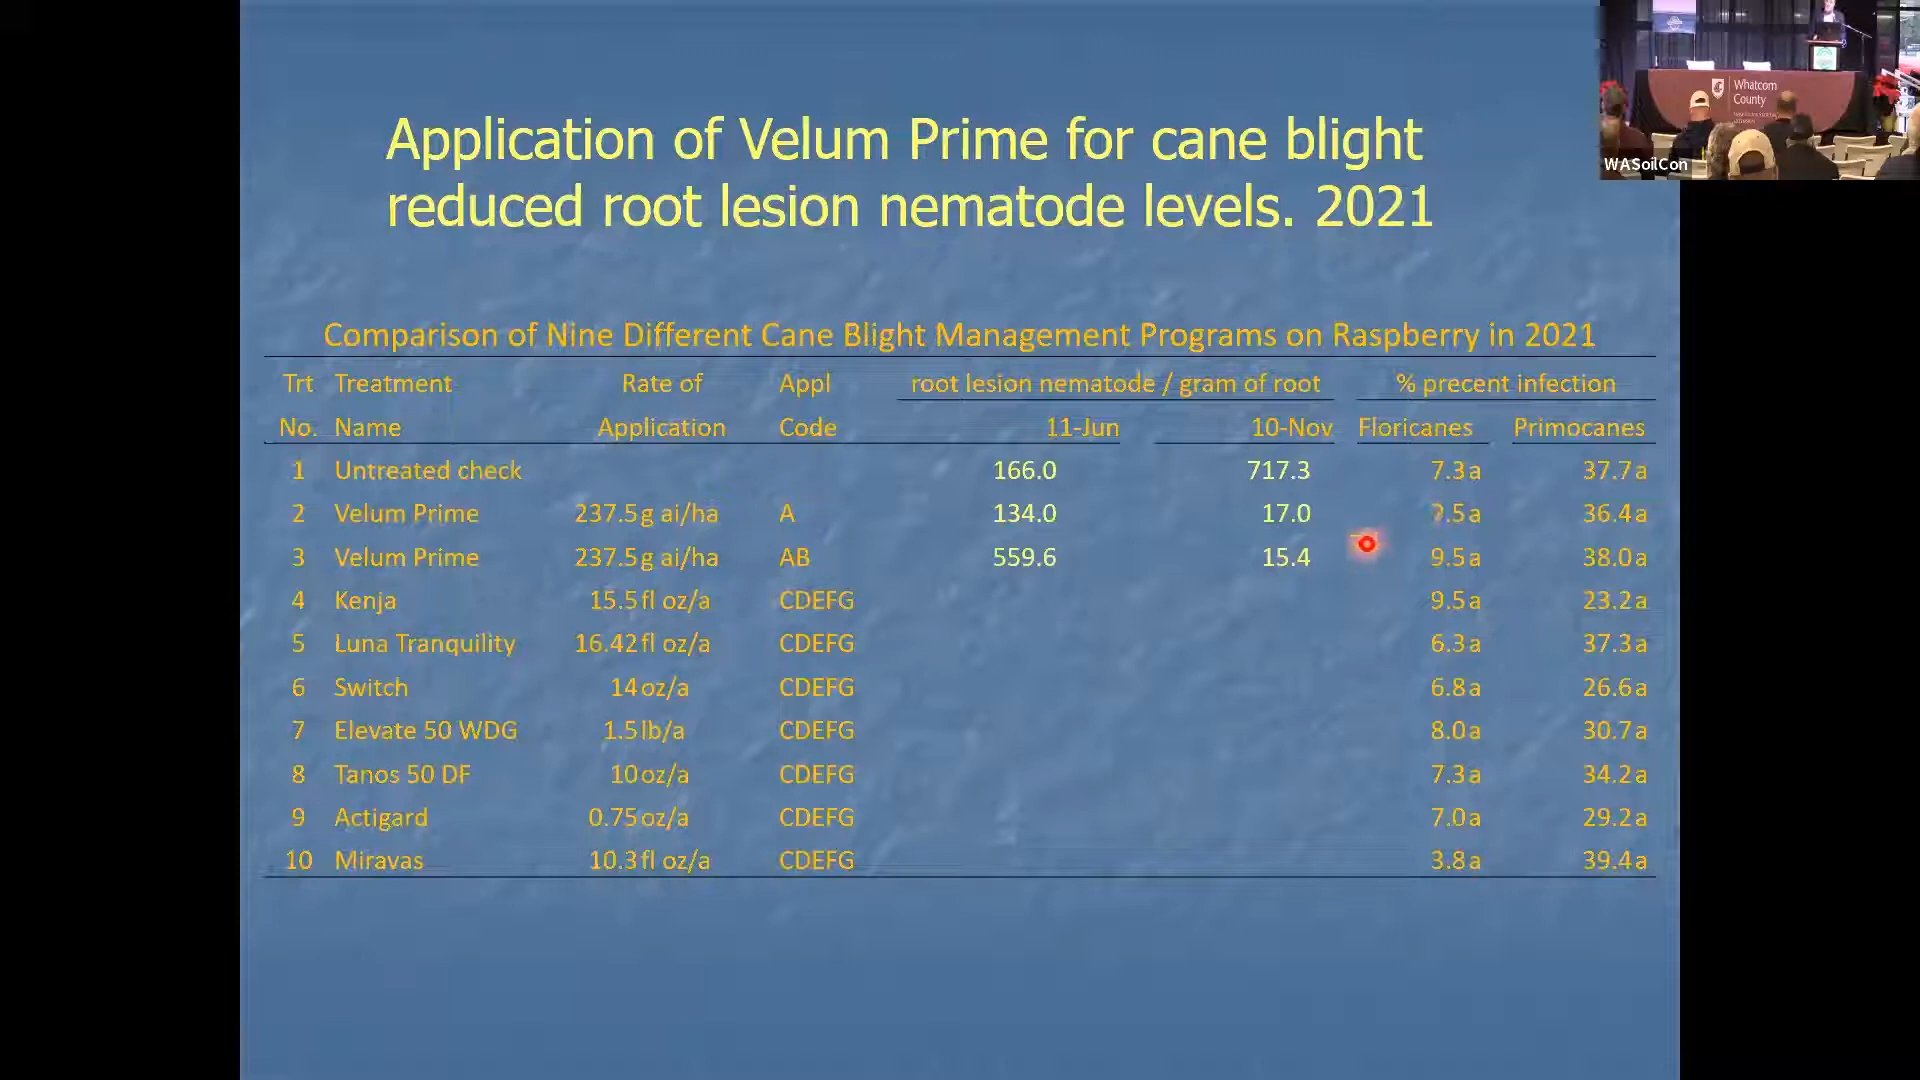 Application of Velum Prime for cane blight
reduced root lesion nematode levels. 2021
Whatcom
County
WASoilCon
Comparison of Nine Different Cane Blight Management Programs on Raspberry in 2021
Trt Treatment Rate of Appl root lesion nematode / gram of root % precent infection
No. Name Application Code 11-Jun 10-Nov Floricanes Primocanes
1 Untreated check 166.0 717.3 7.3 a 37.7 a
2 Velum Prime 237.5 g ai/ha A 134.0 17.0 .5 a 36.4 a
3 Velum Prime 237.5 g ai/ha AB 559.6 15.4 9.5 a 38.0 a
4 Kenja 15.5 fl oz/a CDEFG 9.5 a 23.2 a
5 Luna Tranquility 16.42 fl oz/a CDEFG 6.3 a 37.3 a
6 Switch 14 oz/a CDEFG 6.8 a 26.6 a
7 Elevate 50 WDG 1.5 lb/a CDEFG 8.0 a 30.7 a
8 Tanos 50 DF 10 oz/a CDEFG 7.3 a 34.2 a
9 Actigard 0.75 oz/a CDEFG 7.0 a 29.2 a
10 Miravas 10.3 fl oz/a CDEFG 3.8 a 39.4 a